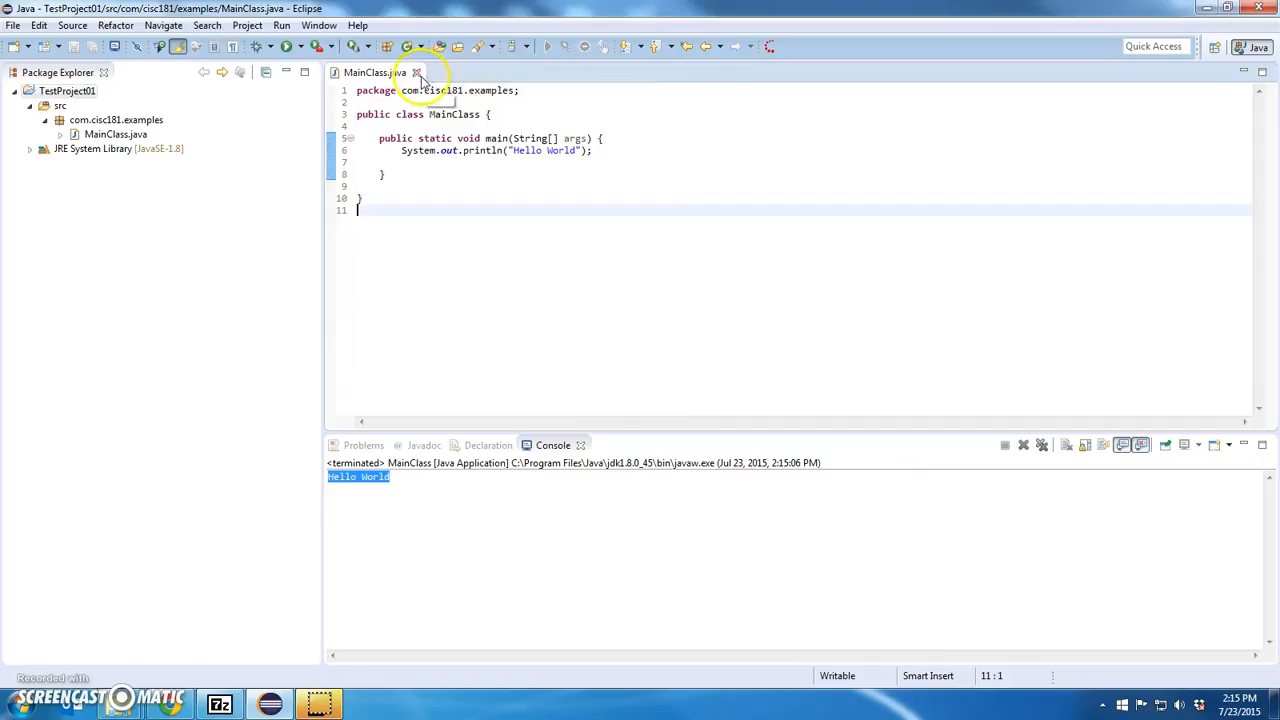 Java - TestProject01/src/com/cisc181/examples/MainClass.java - Eclipse
File Edit Source Refactor Navigate Search Project Run Window Help
Quick Access
Java
Package Explorer
TestProject01
src
com.cisc181.examples
MainClass.java
JRE System Library [JavaSE-1.8]
MainClass.java
1 package com.cisc181.examples;
2
3 public class MainClass {
4
5 public static void main(String[] args) {
6 System.out.println("Hello World");
7
8 }
9
10 }
11
Problems Javadoc Declaration Console
<terminated> MainClass [Java Application] C:\Program Files\Java\jdk1.8.0_45\bin\javaw.exe (Jul 23, 2015, 2:15:06 PM)
Hello World
Writable Smart Insert 11 : 1
Recorded with
SCREENCAST MATIC
7z
2:15 PM
7/23/2015